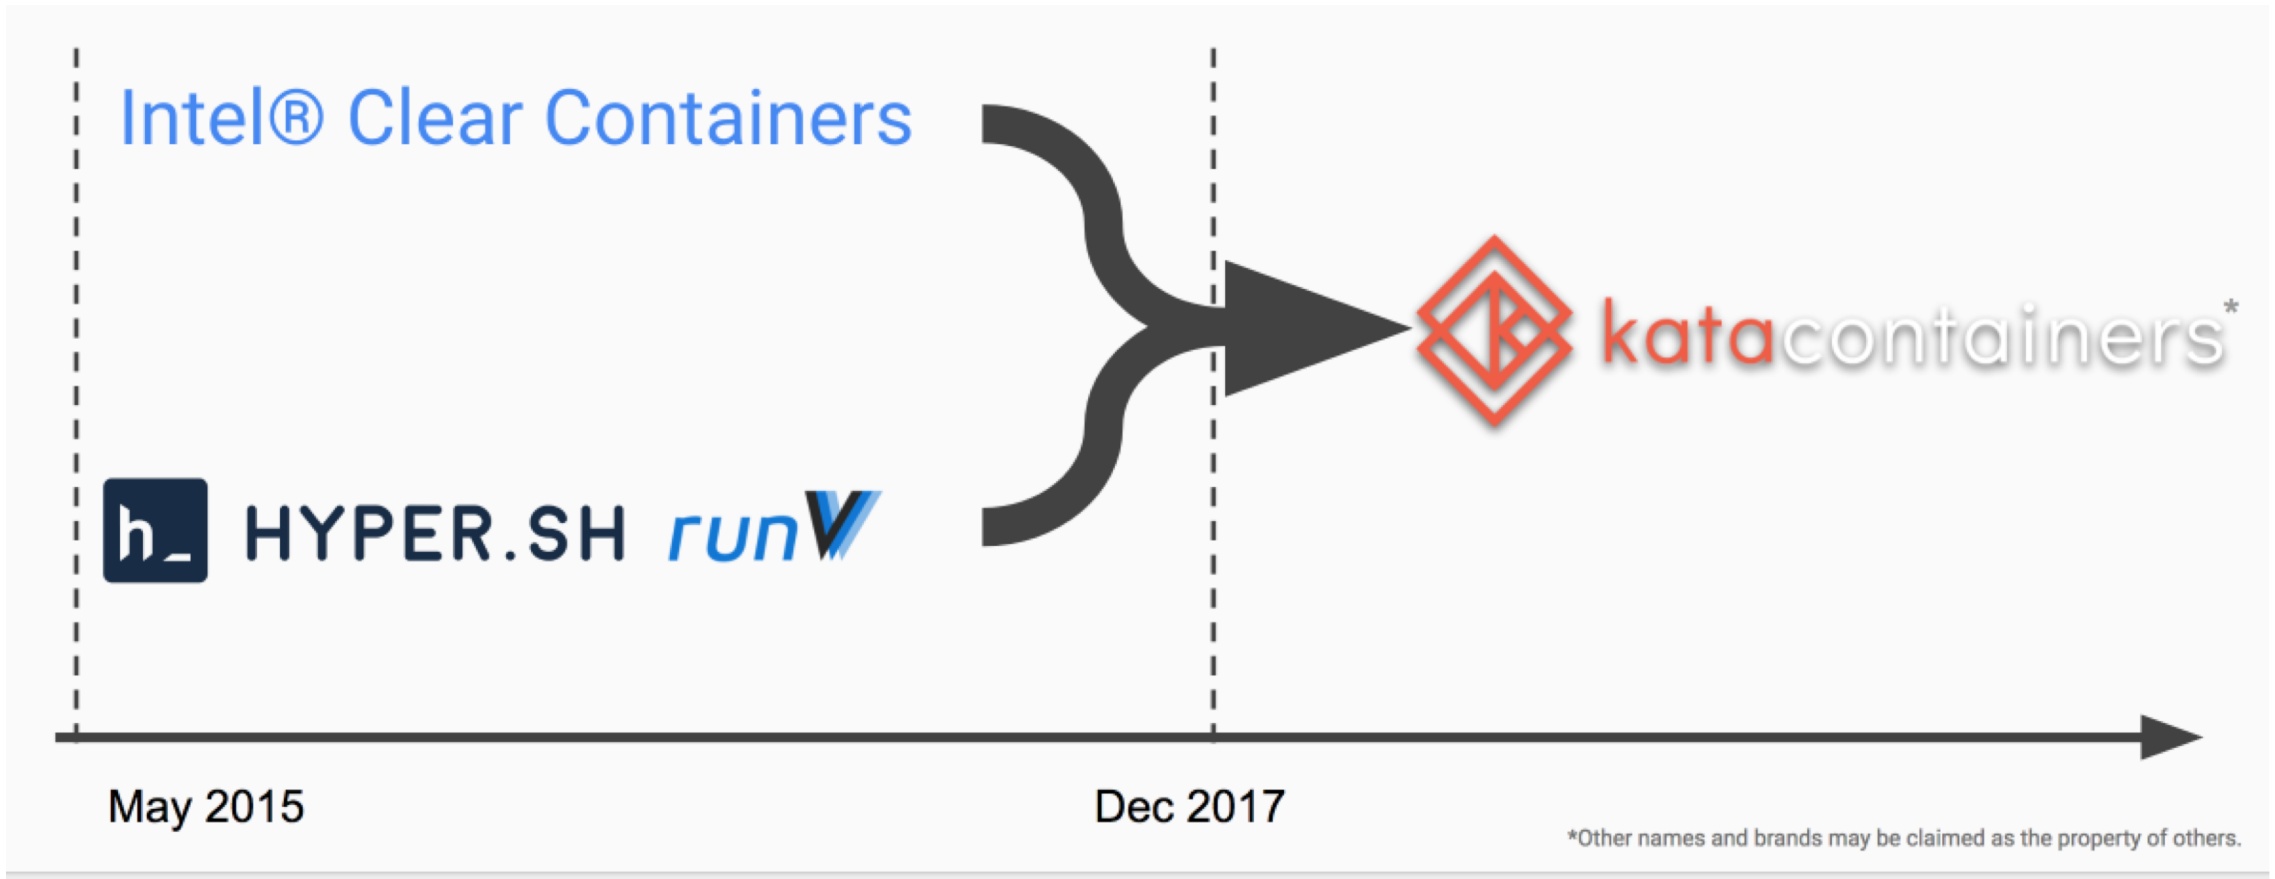 Intel® Clear Containers
katacontainers*
h_ HYPER.SH runV
May 2015
Dec 2017
*Other names and brands may be claimed as the property of others.